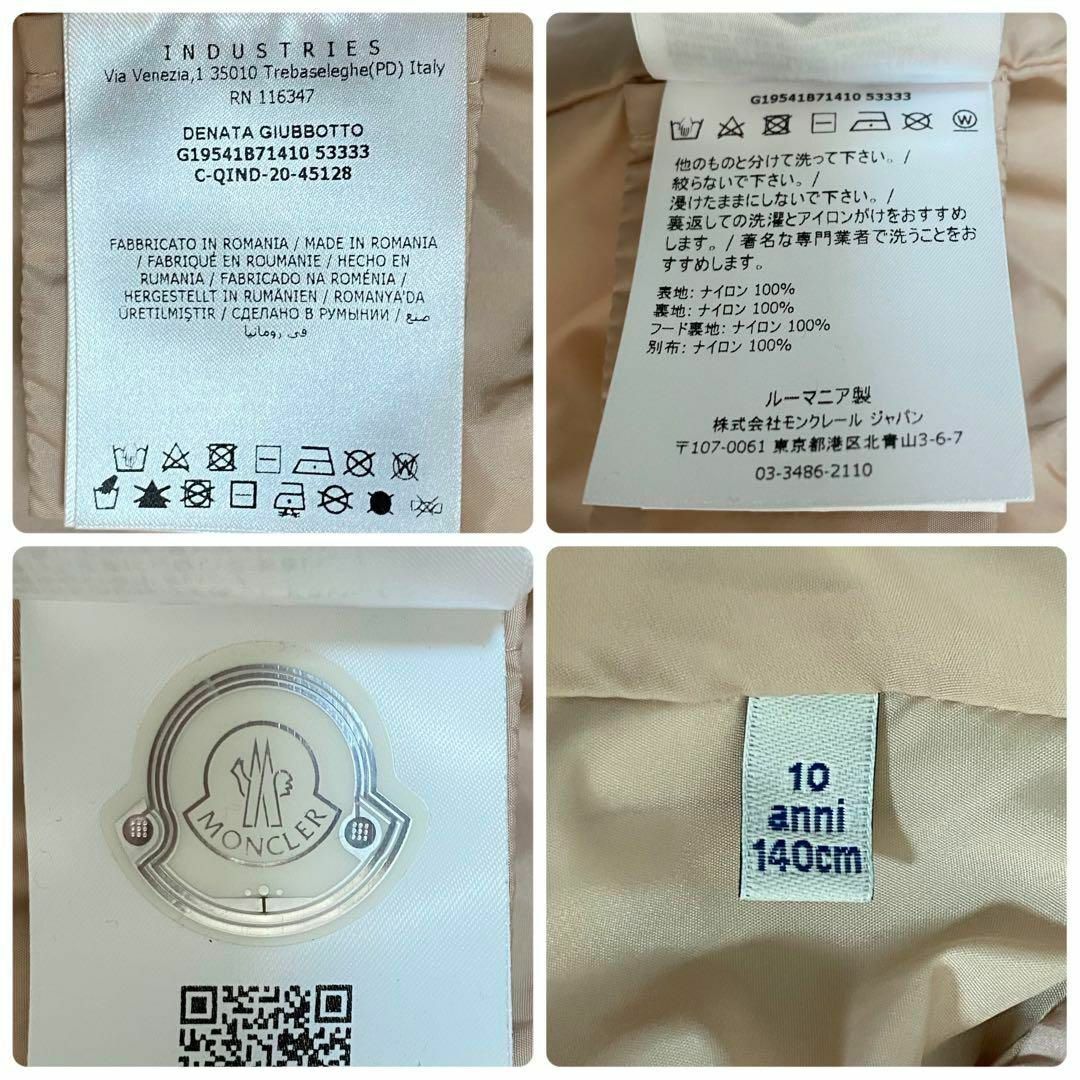 INDUSTRIES
Via Venezia,1 35010 Trebaseleghe(PD) Italy
RN 116347
DENATA GIUBBOTTO
G19541B71410 53333
C-QIND-20-45128
FABBRICATO IN ROMANIA / MADE IN ROMANIA
/ FABRIQUÉ EN ROUMANIE / HECHO EN
RUMANIA / FABRICADO NA ROMÉNIA /
HERGESTELLT IN RUMÄNIEN / ROMANYA'DA
ÜRETILMIŞTIR / СДЕЛАНО В РУМЫНИИ / صنع
في رومانيا
G19541B71410 53333
他のものと分けて洗って下さい。/
絞らないで下さい。/
浸けたままにしないで下さい。/
裏返しての洗濯とアイロンがけをおすすめ
します。/ 著名な専門業者で洗うことをお
すすめします。
表地: ナイロン 100%
裏地: ナイロン 100%
フード裏地: ナイロン 100%
別布: ナイロン 100%
ルーマニア製
株式会社モンクレール ジャパン
〒107-0061 東京都港区北青山3-6-7
03-3486-2110
MONCLER
10
anni
140cm